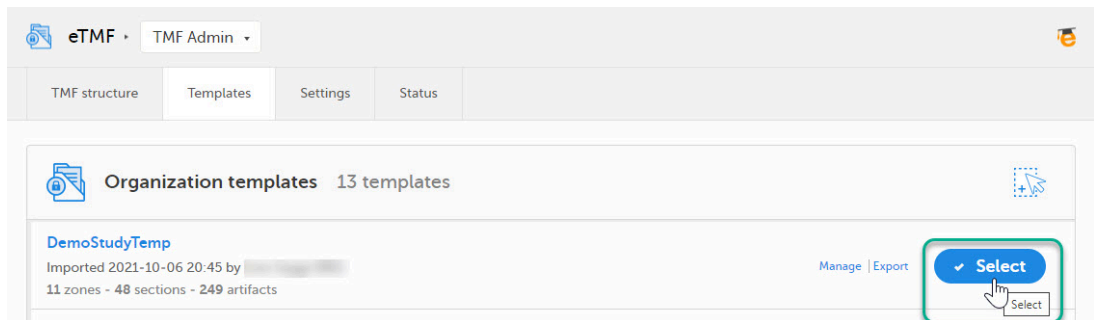 eTMF ▸ TMF Admin ▾
TMF structure Templates Settings Status
Organization templates 13 templates
DemoStudyTemp
Imported 2021-10-06 20:45 by
Manage | Export
✓ Select
11 zones - 48 sections - 249 artifacts
Select